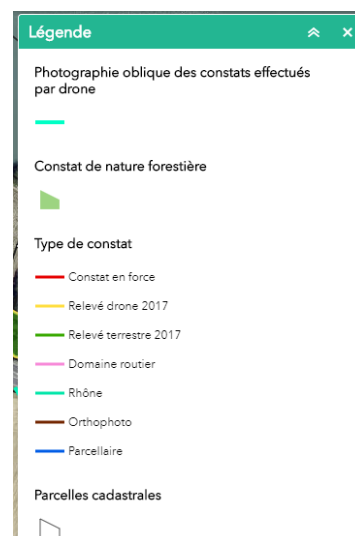 Légende
Photographie oblique des constats effectués
par drone
Constat de nature forestière
Type de constat
Constat en force
Relevé drone 2017
Relevé terrestre 2017
Domaine routier
Rhône
Orthophoto
Parcellaire
Parcelles cadastrales